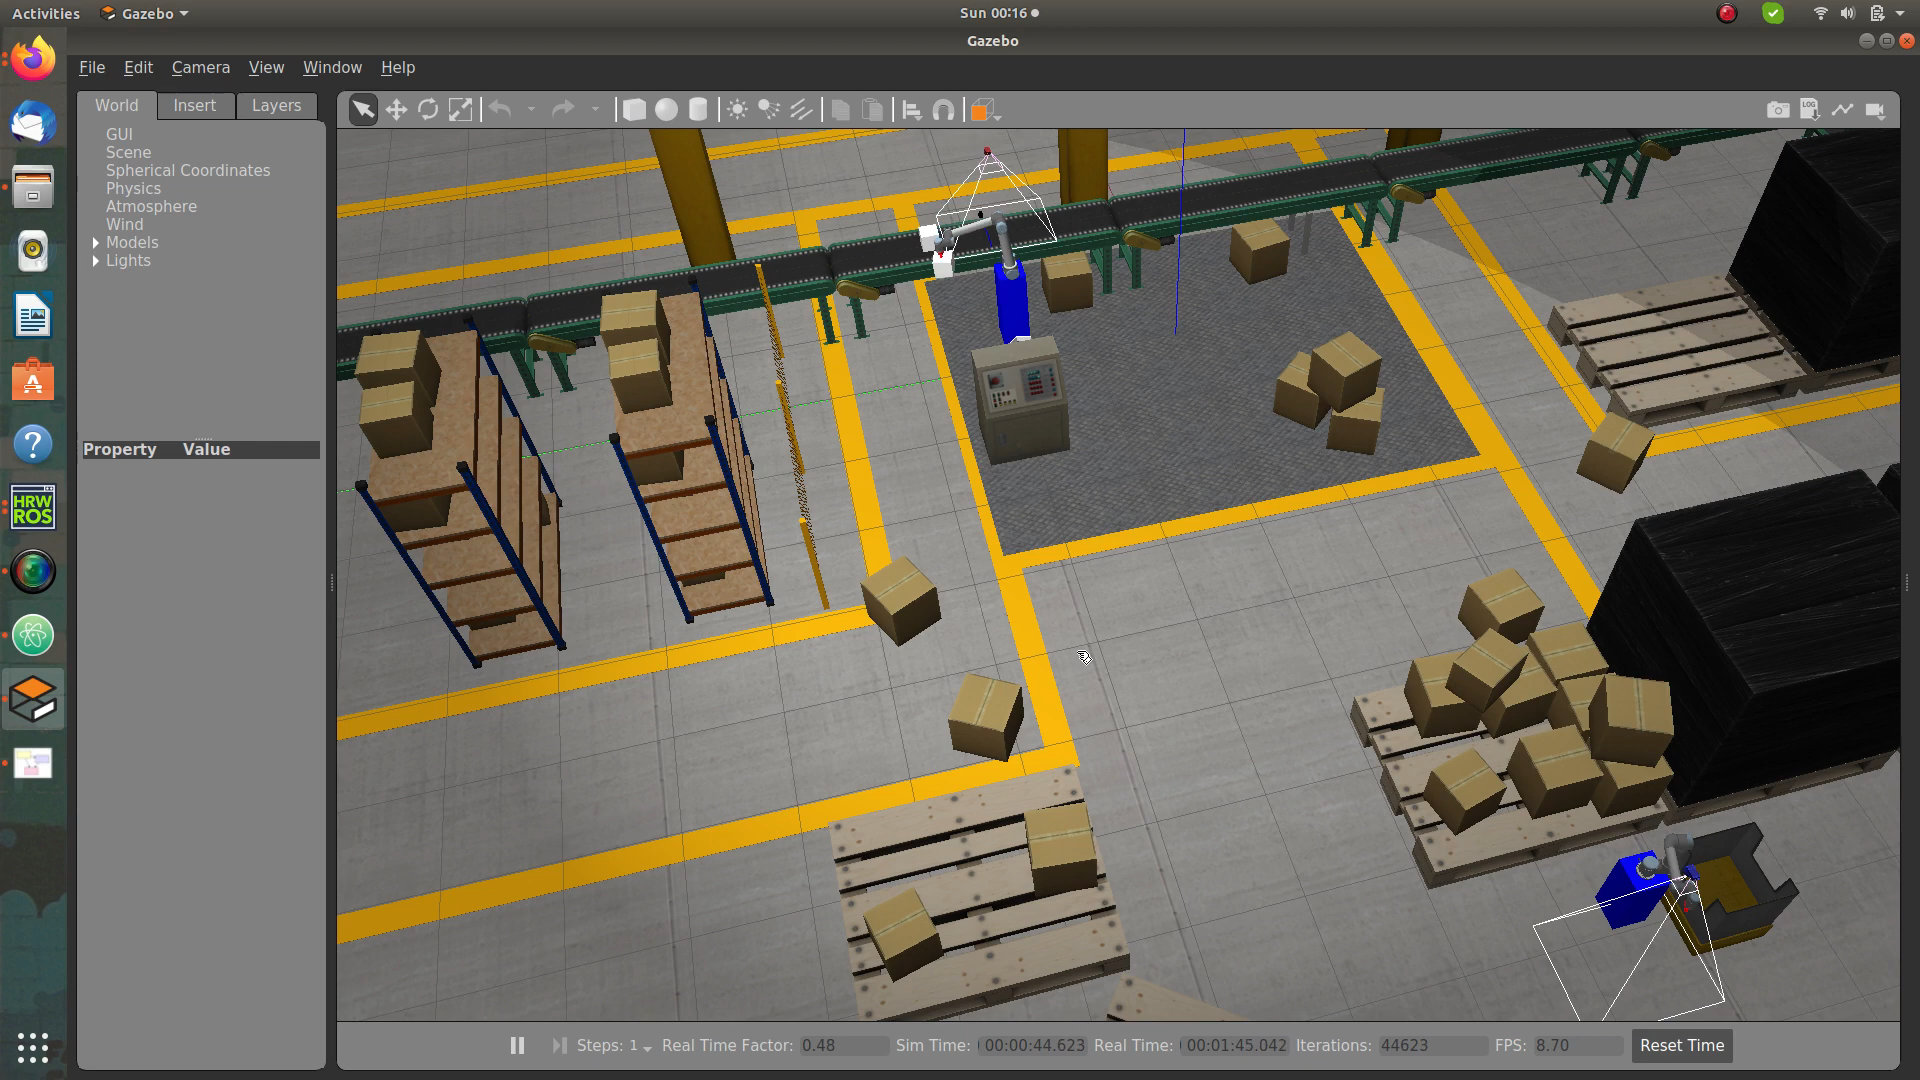 Activities Gazebo Sun 00:16
Gazebo
File Edit Camera View Window Help
World Insert Layers
LOG
GUI
Scene
Spherical Coordinates
Physics
Atmosphere
Wind
Models
Lights
Property Value
HRW
ROS
Steps: 1 Real Time Factor: 0.48 Sim Time: 00:00:44.623 Real Time: 00:01:45.042 Iterations: 44623 FPS: 8.70 Reset Time